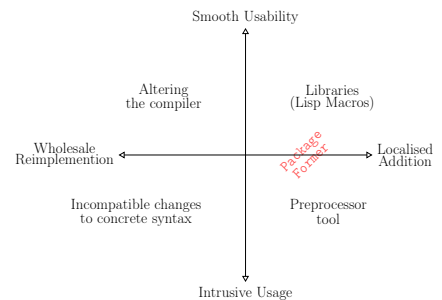 Smooth Usability
Altering
the compiler
Libraries
(Lisp Macros)
Wholesale
Reimplemention
Package
Former
Localised
Addition
Incompatible changes
to concrete syntax
Preprocessor
tool
Intrusive Usage